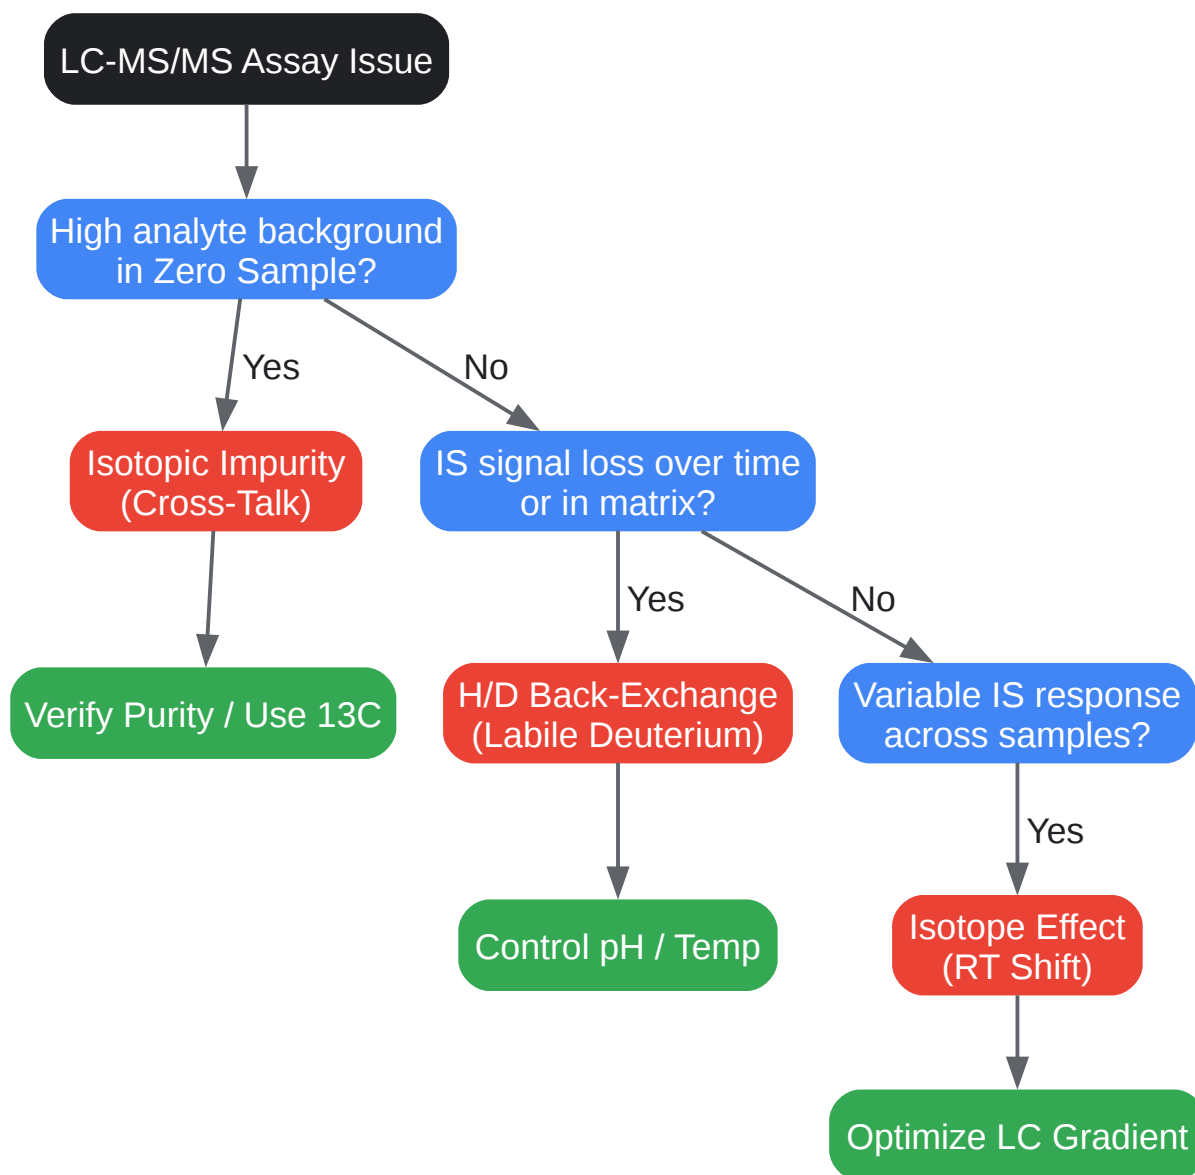 LC-MS/MS Assay Issue
High analyte background
in Zero Sample?
Yes
No
Isotopic Impurity
(Cross-Talk)
IS signal loss over time
or in matrix?
Yes
No
Verify Purity / Use 13C
H/D Back-Exchange
(Labile Deuterium)
Variable IS response
across samples?
Yes
Control pH / Temp
Isotope Effect
(RT Shift)
Optimize LC Gradient